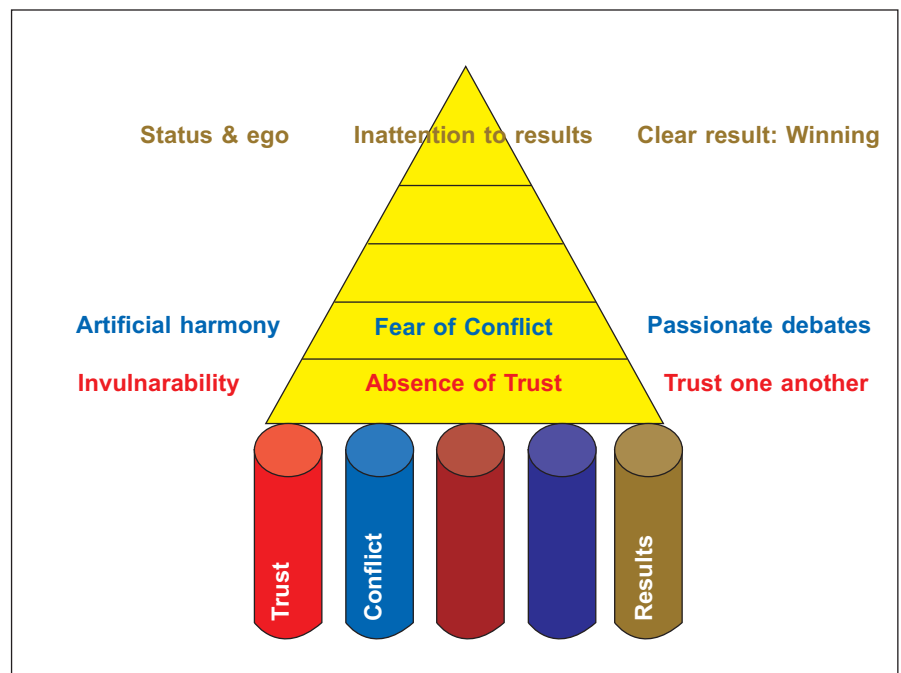 Status & ego Inattention to results Clear result: Winning
Artificial harmony Fear of Conflict Passionate debates
Invulnarability Absence of Trust Trust one another
Trust
Conflict
Results